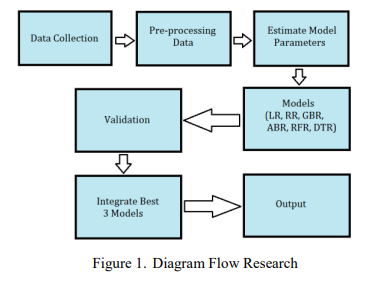 Data Collection
Pre-processing
Data
Estimate Model
Parameters
Models
(LR, RR, GBR,
ABR, RFR, DTR)
Validation
Integrate Best
3 Models
Output
Figure 1. Diagram Flow Research